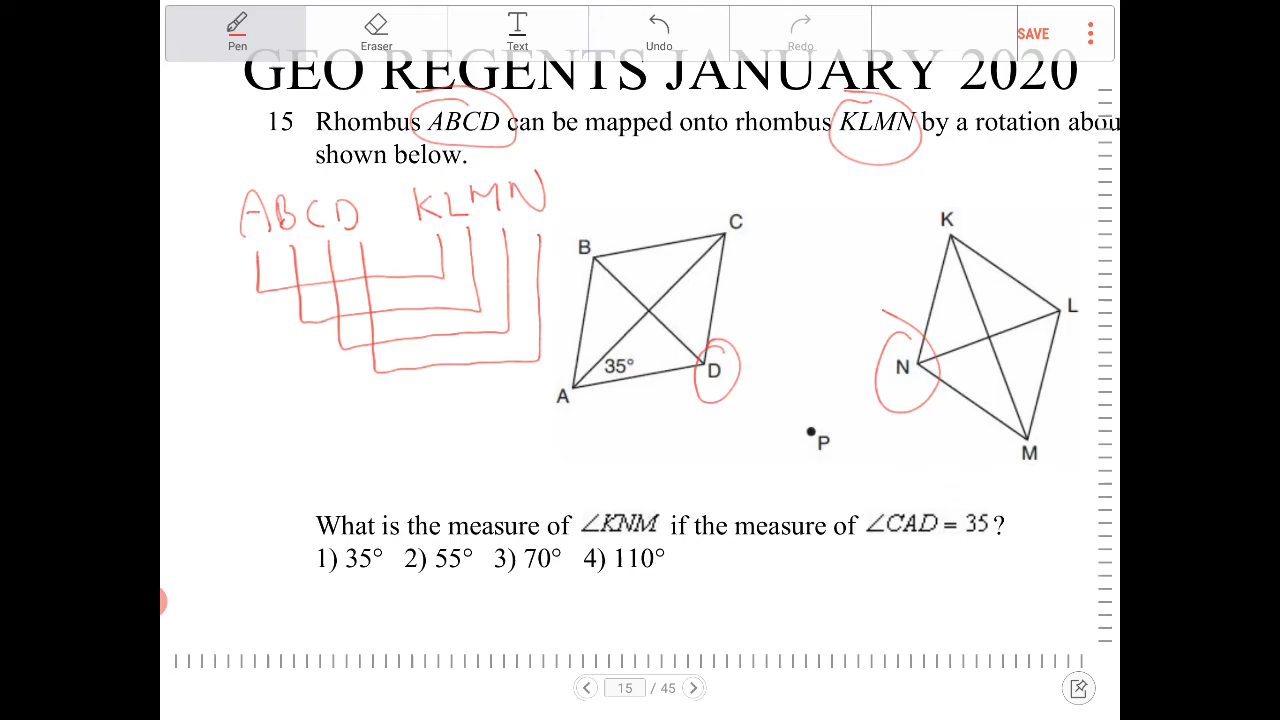 Pen Eraser Text Undo Redo SAVE
GEO REGENTS JANUARY 2020
15 Rhombus ABCD can be mapped onto rhombus KLMN by a rotation abou
shown below.
ABCD KLMN
B C K L
35°
A D N M
P
What is the measure of ∠KNM if the measure of ∠CAD = 35?
1) 35° 2) 55° 3) 70° 4) 110°
15 / 45